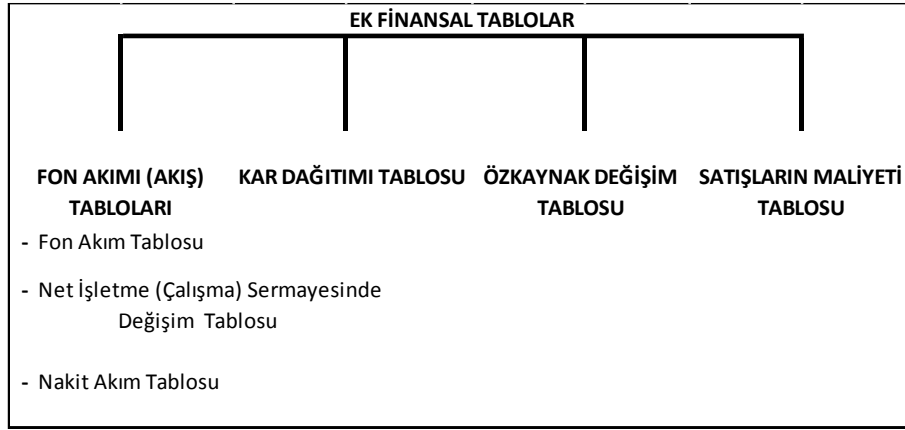 EK FİNANSAL TABLOLAR
FON AKIMI (AKIŞ)
TABLOLARI
KAR DAĞITIMI TABLOSU
ÖZKAYNAK DEĞİŞİM
TABLOSU
SATIŞLARIN MALİYETİ
TABLOSU
- Fon Akım Tablosu
- Net İşletme (Çalışma) Sermayesinde
Değişim Tablosu
- Nakit Akım Tablosu